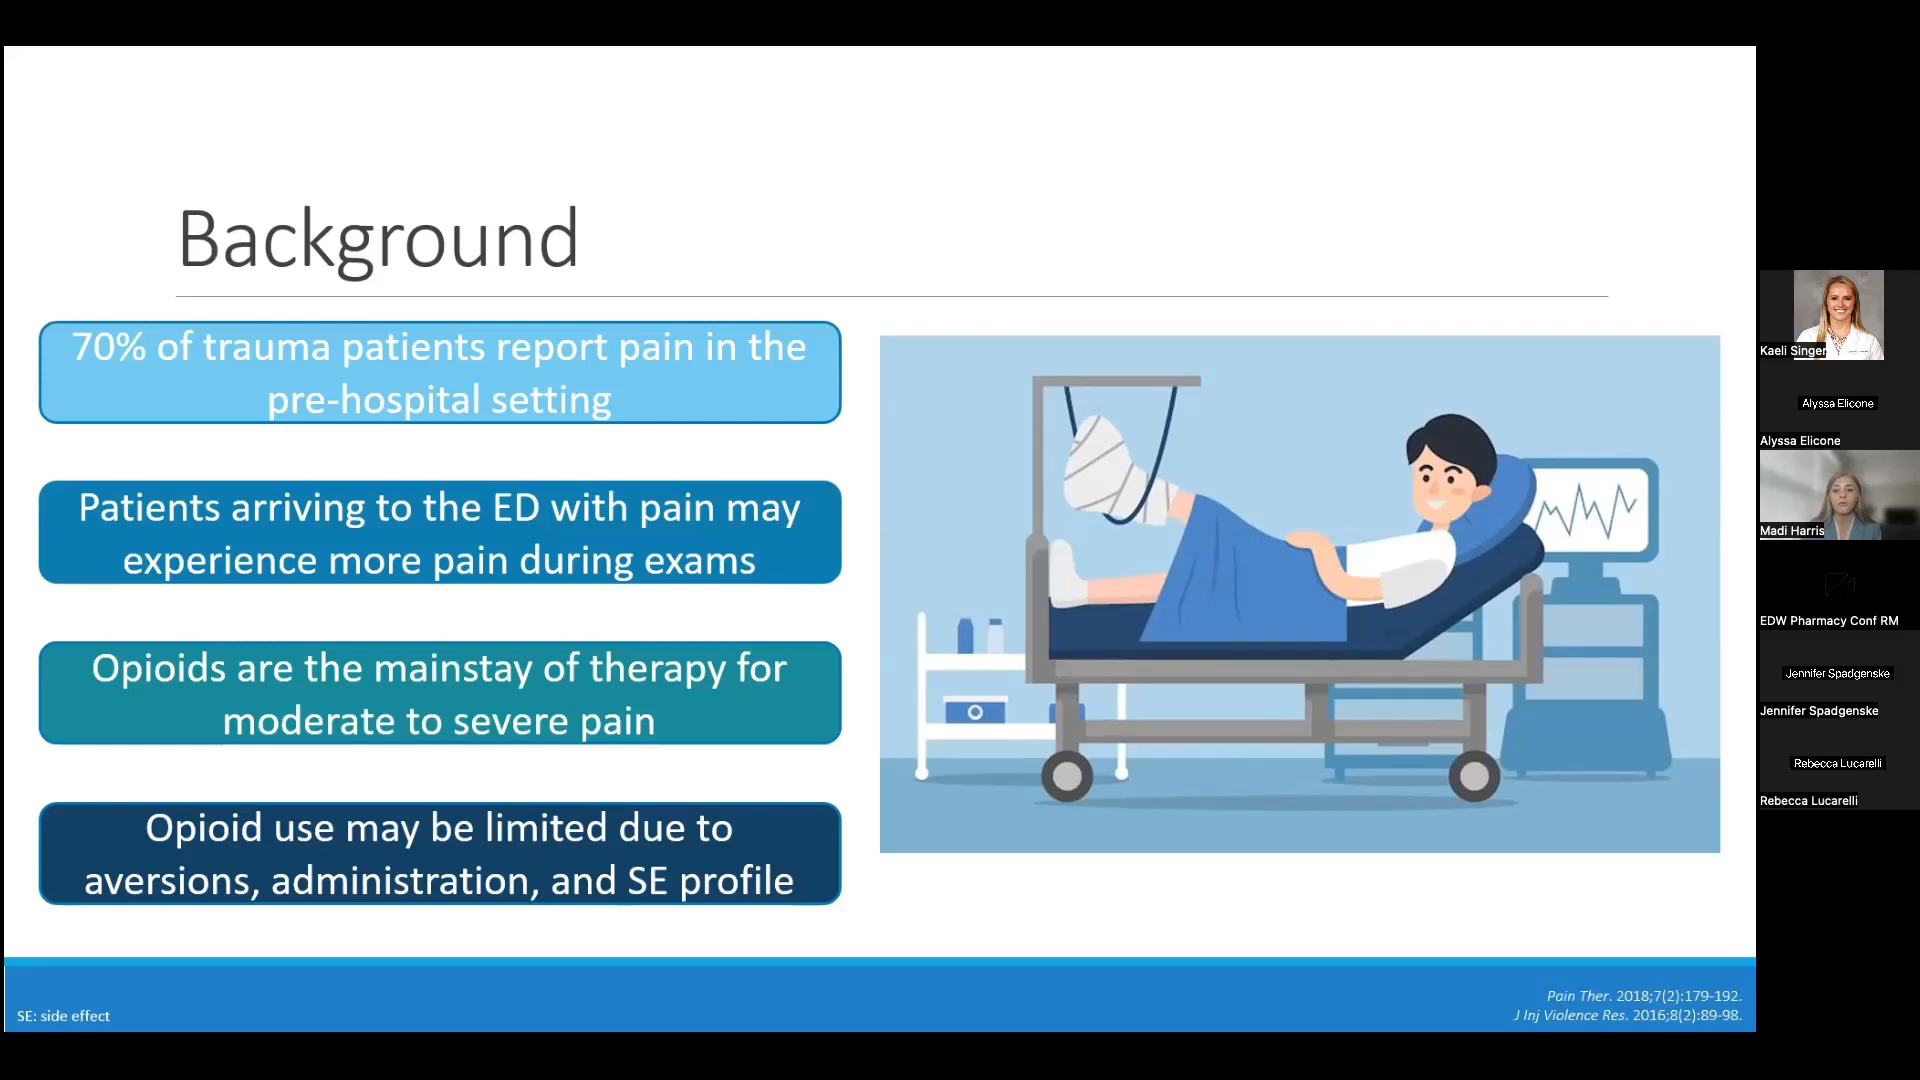 Background
70% of trauma patients report pain in the
pre-hospital setting
Patients arriving to the ED with pain may
experience more pain during exams
Opioids are the mainstay of therapy for
moderate to severe pain
Opioid use may be limited due to
aversions, administration, and SE profile
SE: side effect
Pain Ther. 2018;7(2):179-192.
J Inj Violence Res. 2016;8(2):89-98.
Kaeli Singer
Alyssa Elicone
Alyssa Elicone
Madi Harris
EDW Pharmacy Conf RM
Jennifer Spadgenske
Jennifer Spadgenske
Rebecca Lucarelli
Rebecca Lucarelli